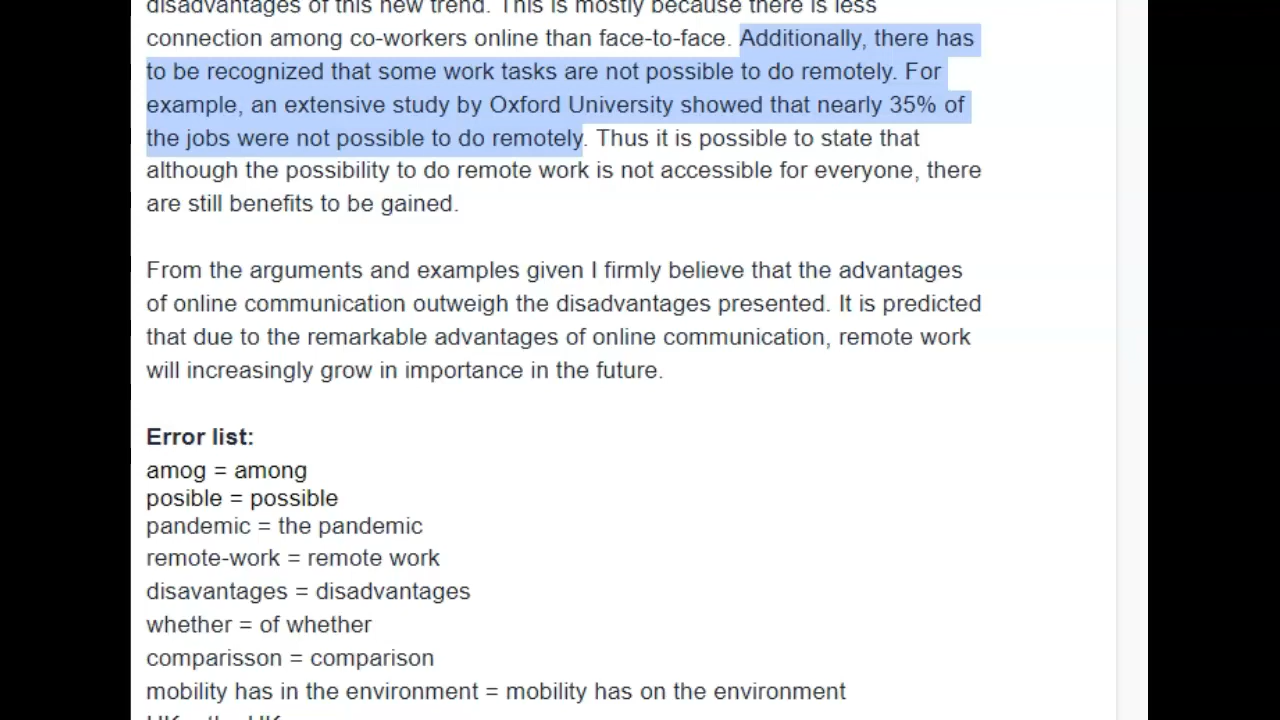 disadvantages of this new trend. This is mostly because there is less
connection among co-workers online than face-to-face. Additionally, there has
to be recognized that some work tasks are not possible to do remotely. For
example, an extensive study by Oxford University showed that nearly 35% of
the jobs were not possible to do remotely. Thus it is possible to state that
although the possibility to do remote work is not accessible for everyone, there
are still benefits to be gained.
From the arguments and examples given I firmly believe that the advantages
of online communication outweigh the disadvantages presented. It is predicted
that due to the remarkable advantages of online communication, remote work
will increasingly grow in importance in the future.
Error list:
amog = among
posible = possible
pandemic = the pandemic
remote-work = remote work
disavantages = disadvantages
whether = of whether
comparisson = comparison
mobility has in the environment = mobility has on the environment
UK = the UK